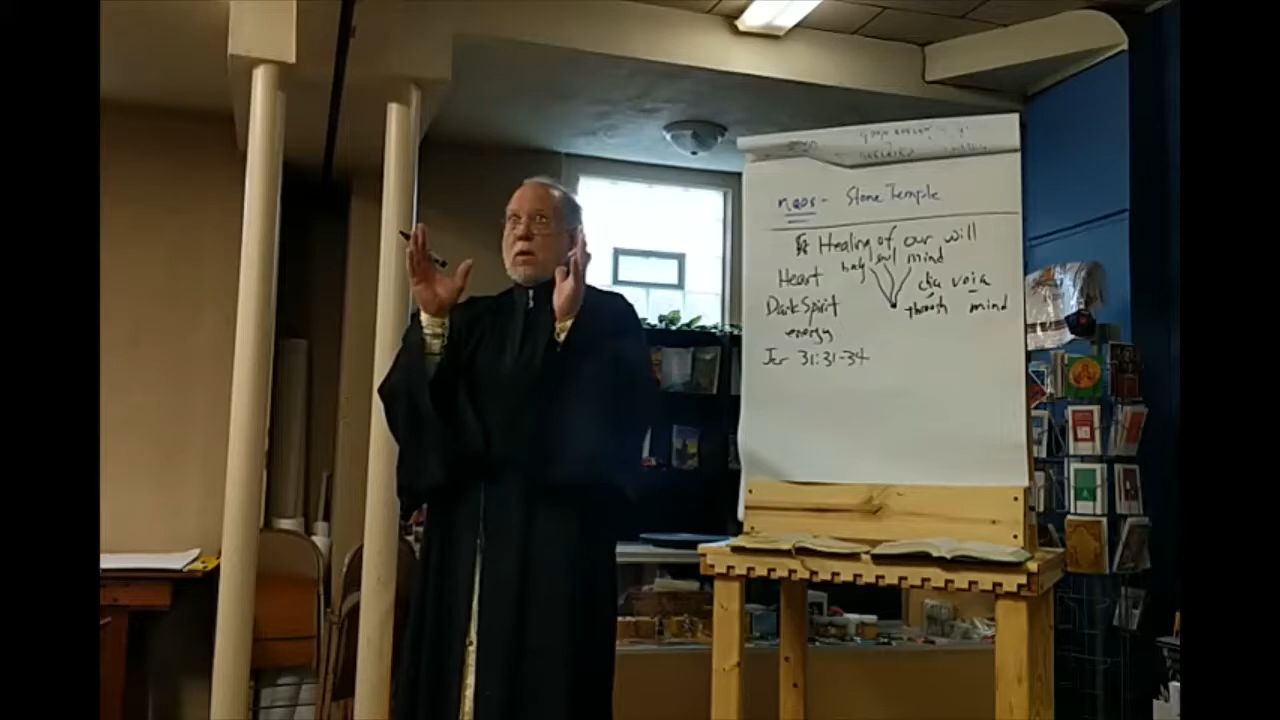 naos - Stone Temple
Healing of our will
body soul mind
Heart
dia voia
Dark Spirit
through mind
energy
Jer 31:31-34